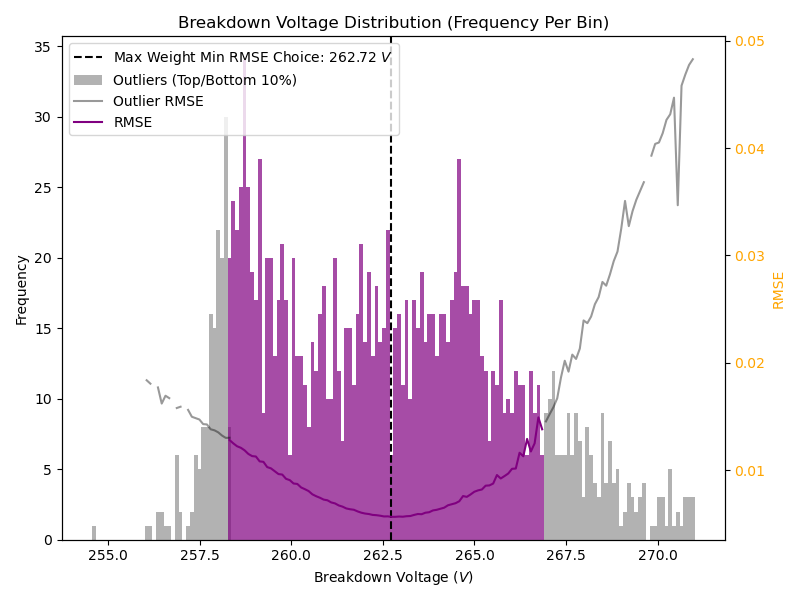 Breakdown Voltage Distribution (Frequency Per Bin)
Max Weight Min RMSE Choice: 262.72 V
Outliers (Top/Bottom 10%)
Outlier RMSE
RMSE
Frequency
35
30
25
20
15
10
5
0
0.05
0.04
0.03
0.02
0.01
RMSE
255.0 257.5 260.0 262.5 265.0 267.5 270.0
Breakdown Voltage (V)